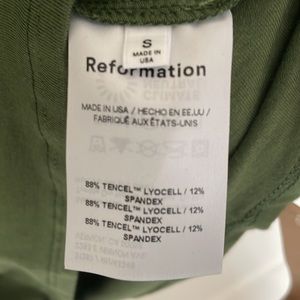 S
MADE IN
USA
Reformation
MADE IN USA / HECHO EN EE.UU /
FABRIQUÉ AUX ÉTATS-UNIS
88% TENCEL™ LYOCELL / 12%
SPANDEX
88% TENCEL™ LYOCELL / 12%
SPANDEX
88% TENCEL™ LYOCELL / 12%
SPANDEX